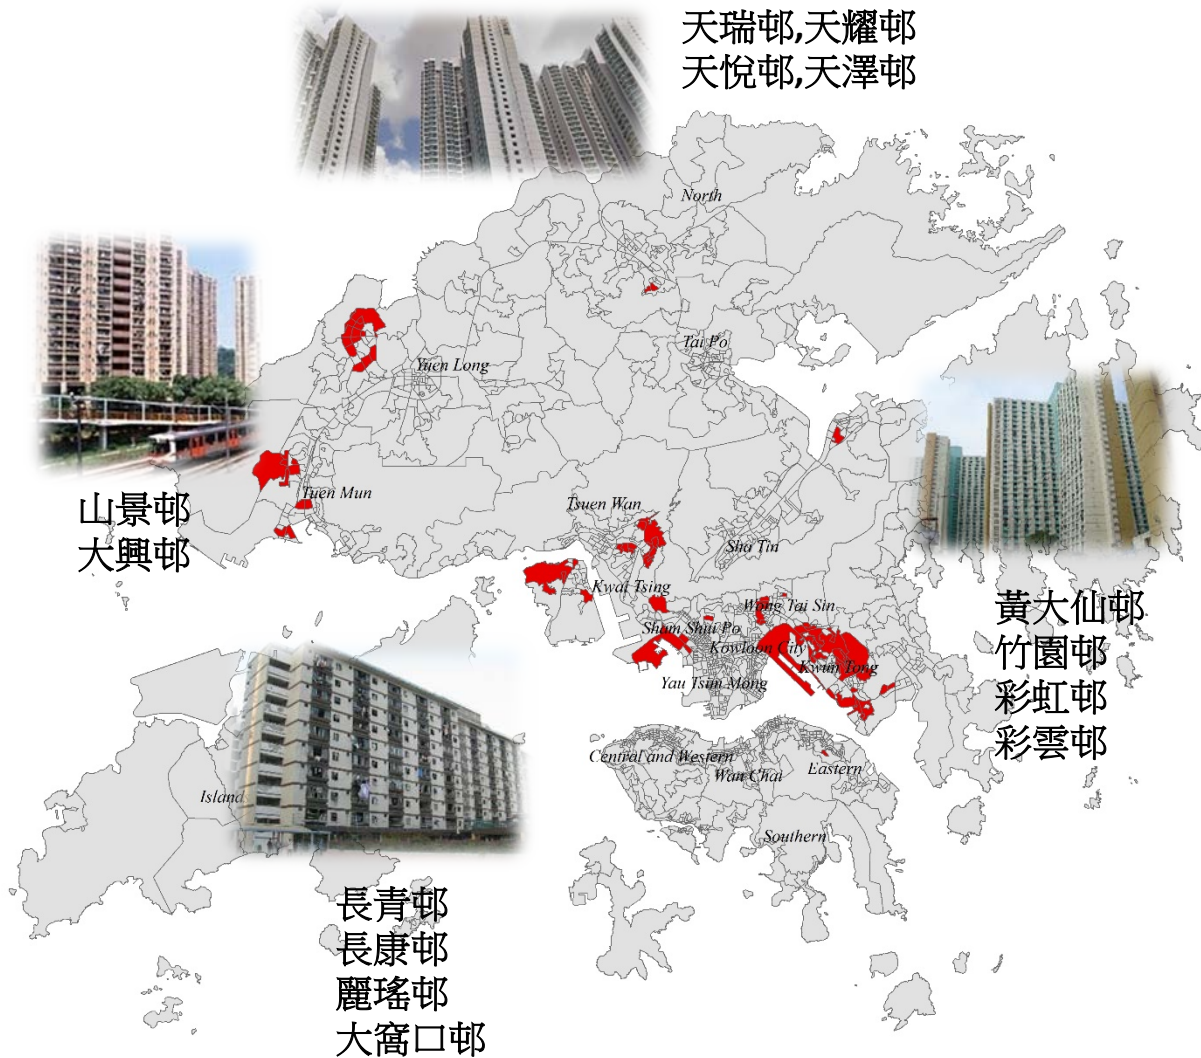 天瑞邨,天耀邨
天悅邨,天澤邨
North
Tai Po
Yuen Long
山景邨
大興邨
Tuen Mun
Tsuen Wan
Sha Tin
Kwai Tsing
Wong Tai Sin
Sham Shui Po
Kowloon City
Kwun Tong
Yau Tsim Mong
黃大仙邨
竹園邨
彩虹邨
彩雲邨
Central and Western
Wan Chai
Eastern
Island
Southern
長青邨
長康邨
麗瑤邨
大窩口邨